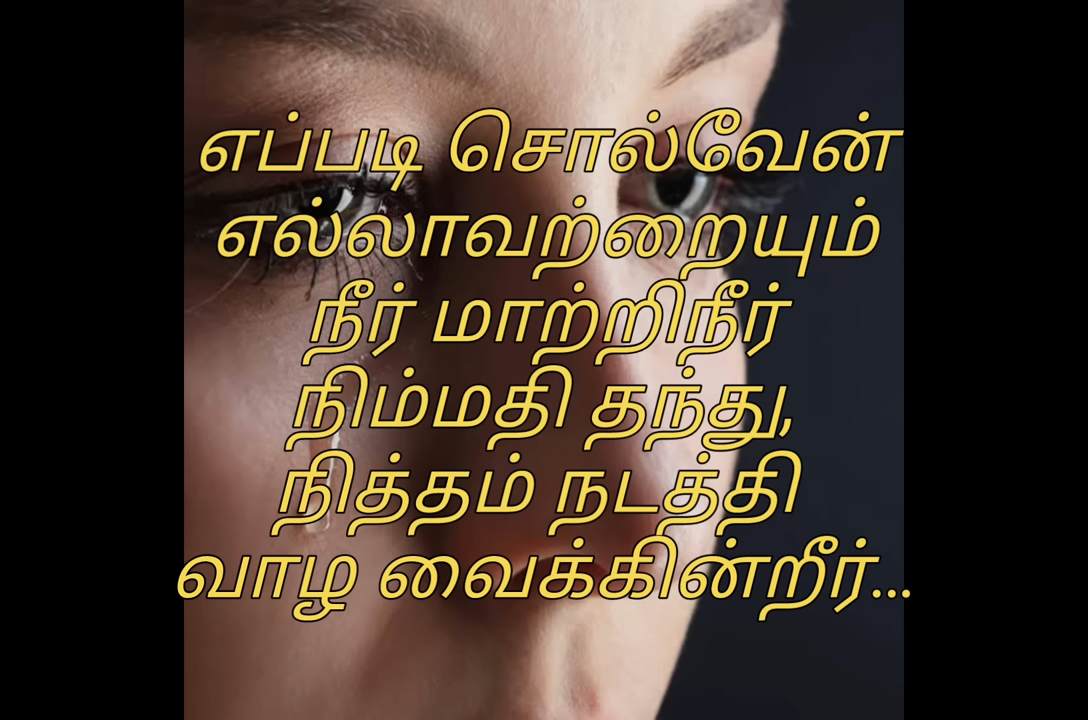 எப்படி சொல்வேன்
எல்லாவற்றையும்
நீர் மாற்றிநீர்
நிம்மதி தந்து,
நித்தம் நடத்தி
வாழ வைக்கின்றீர்...